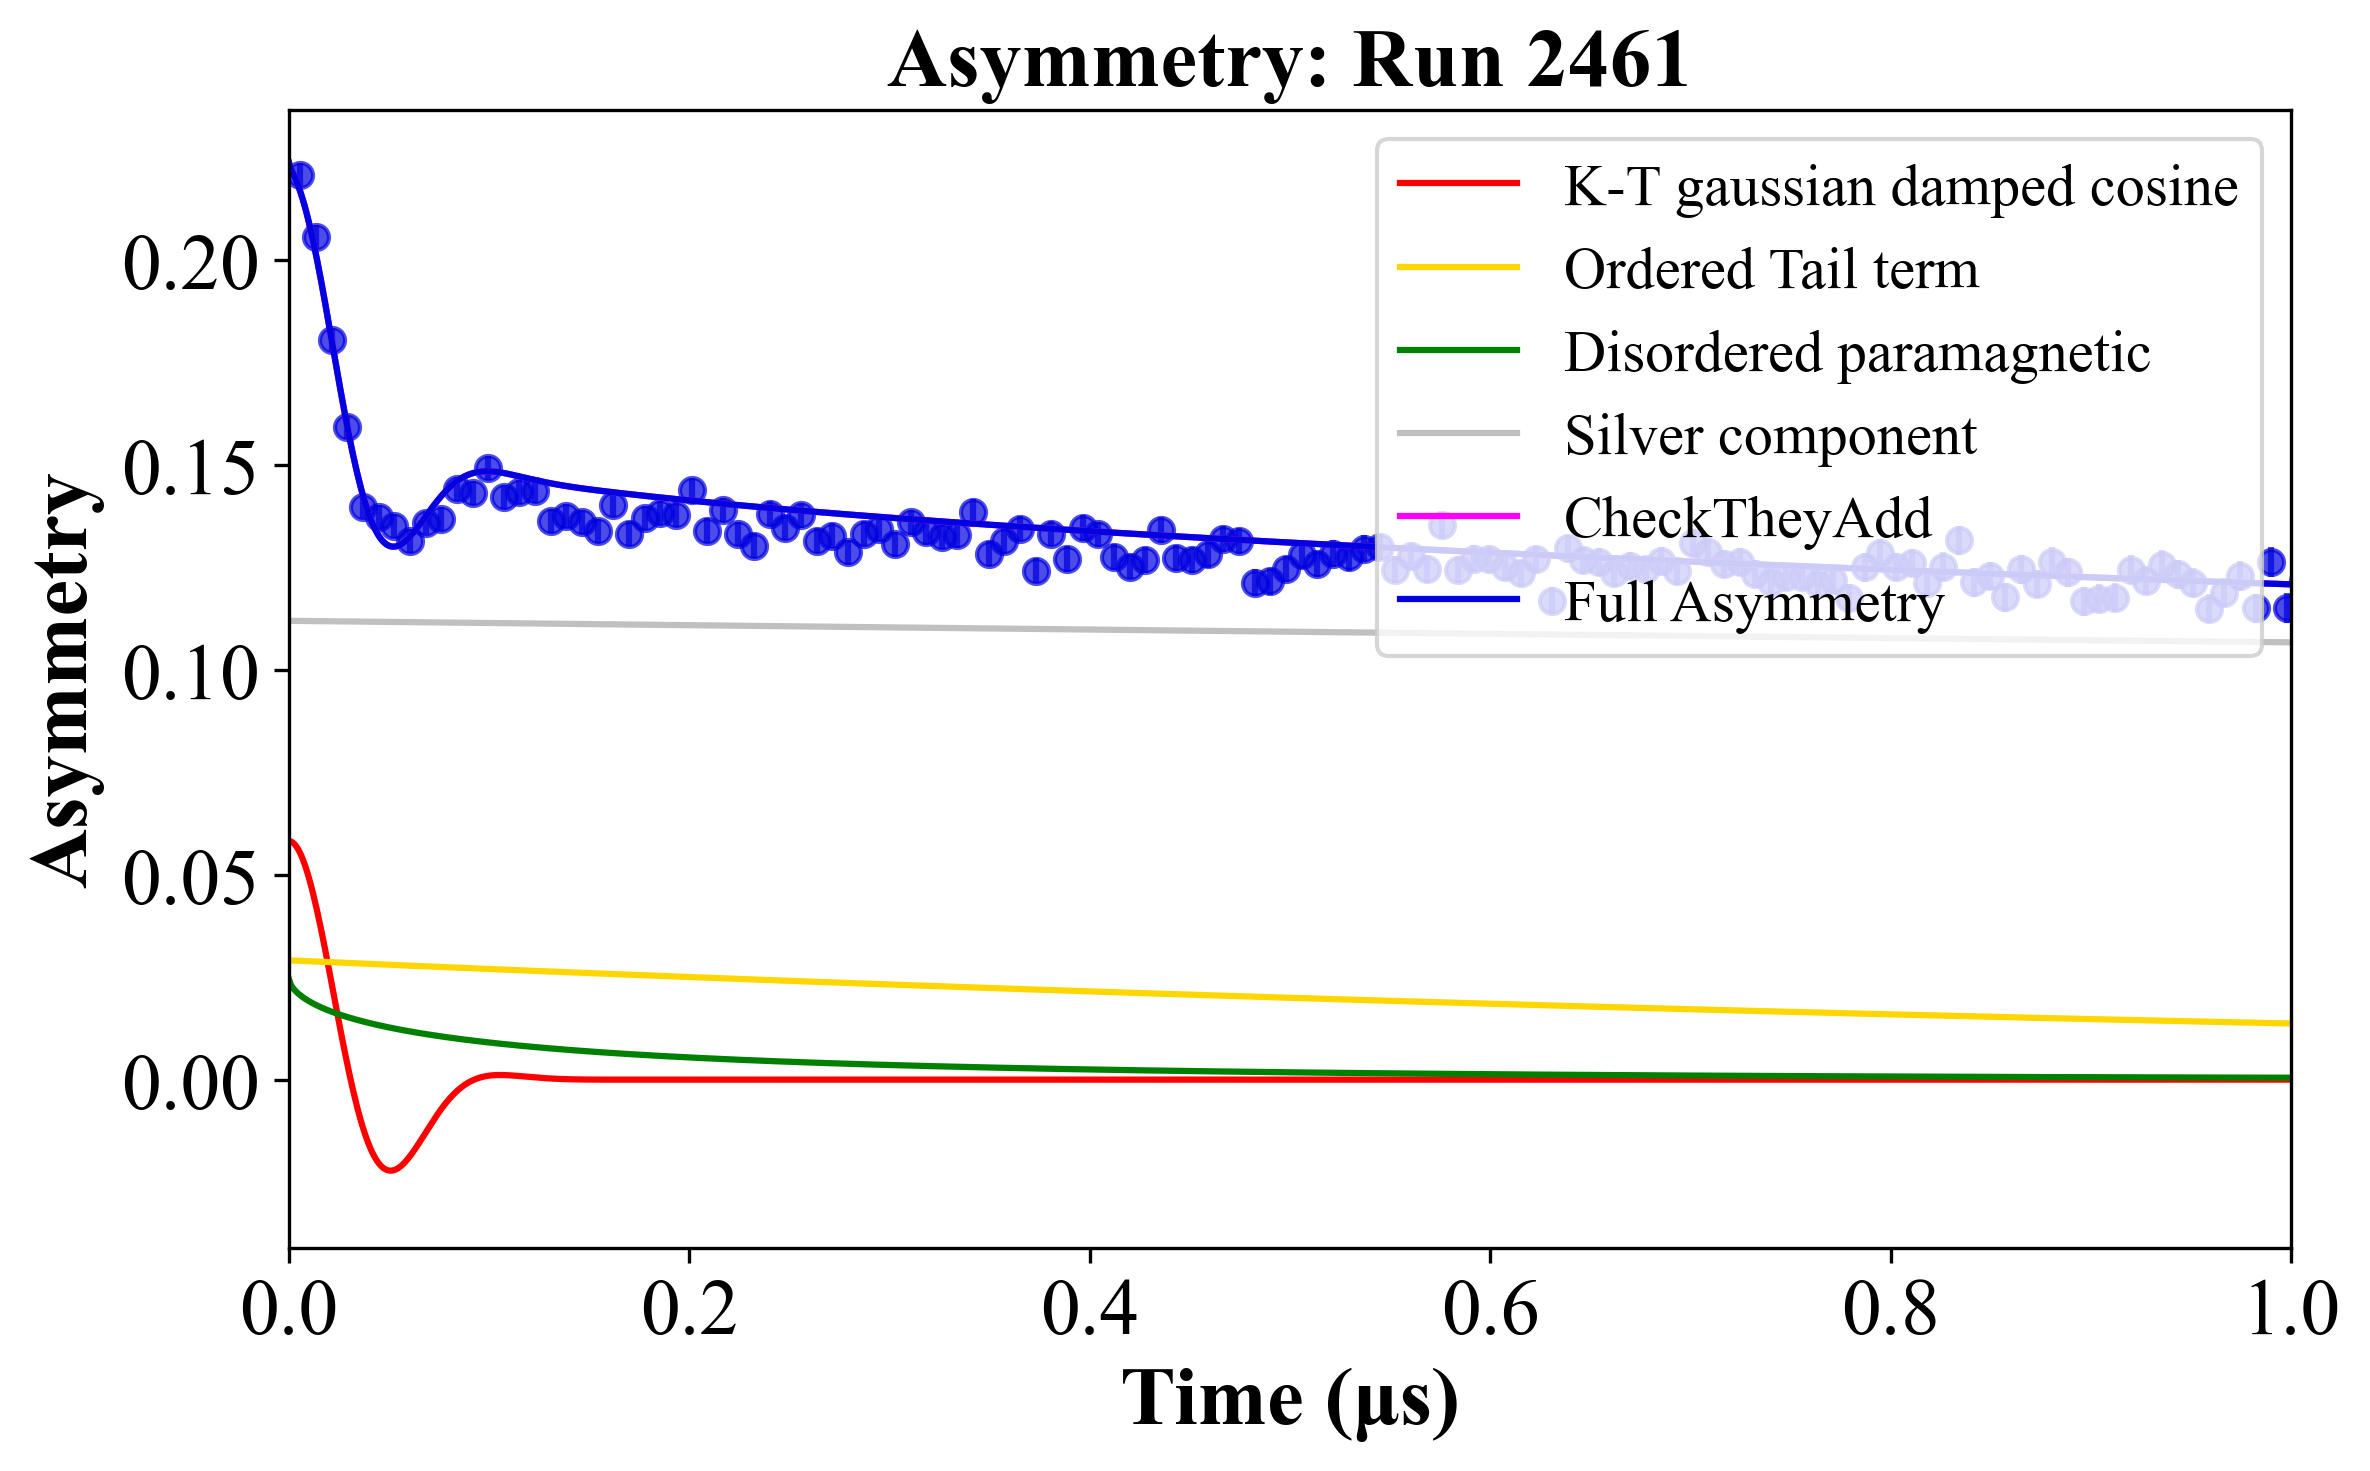 Asymmetry: Run 2461
K-T gaussian damped cosine
Ordered Tail term
Disordered paramagnetic
Silver component
CheckTheyAdd
Full Asymmetry
Asymmetry
0.20
0.15
0.10
0.05
0.00
0.0 0.2 0.4 0.6 0.8 1.0
Time (μs)